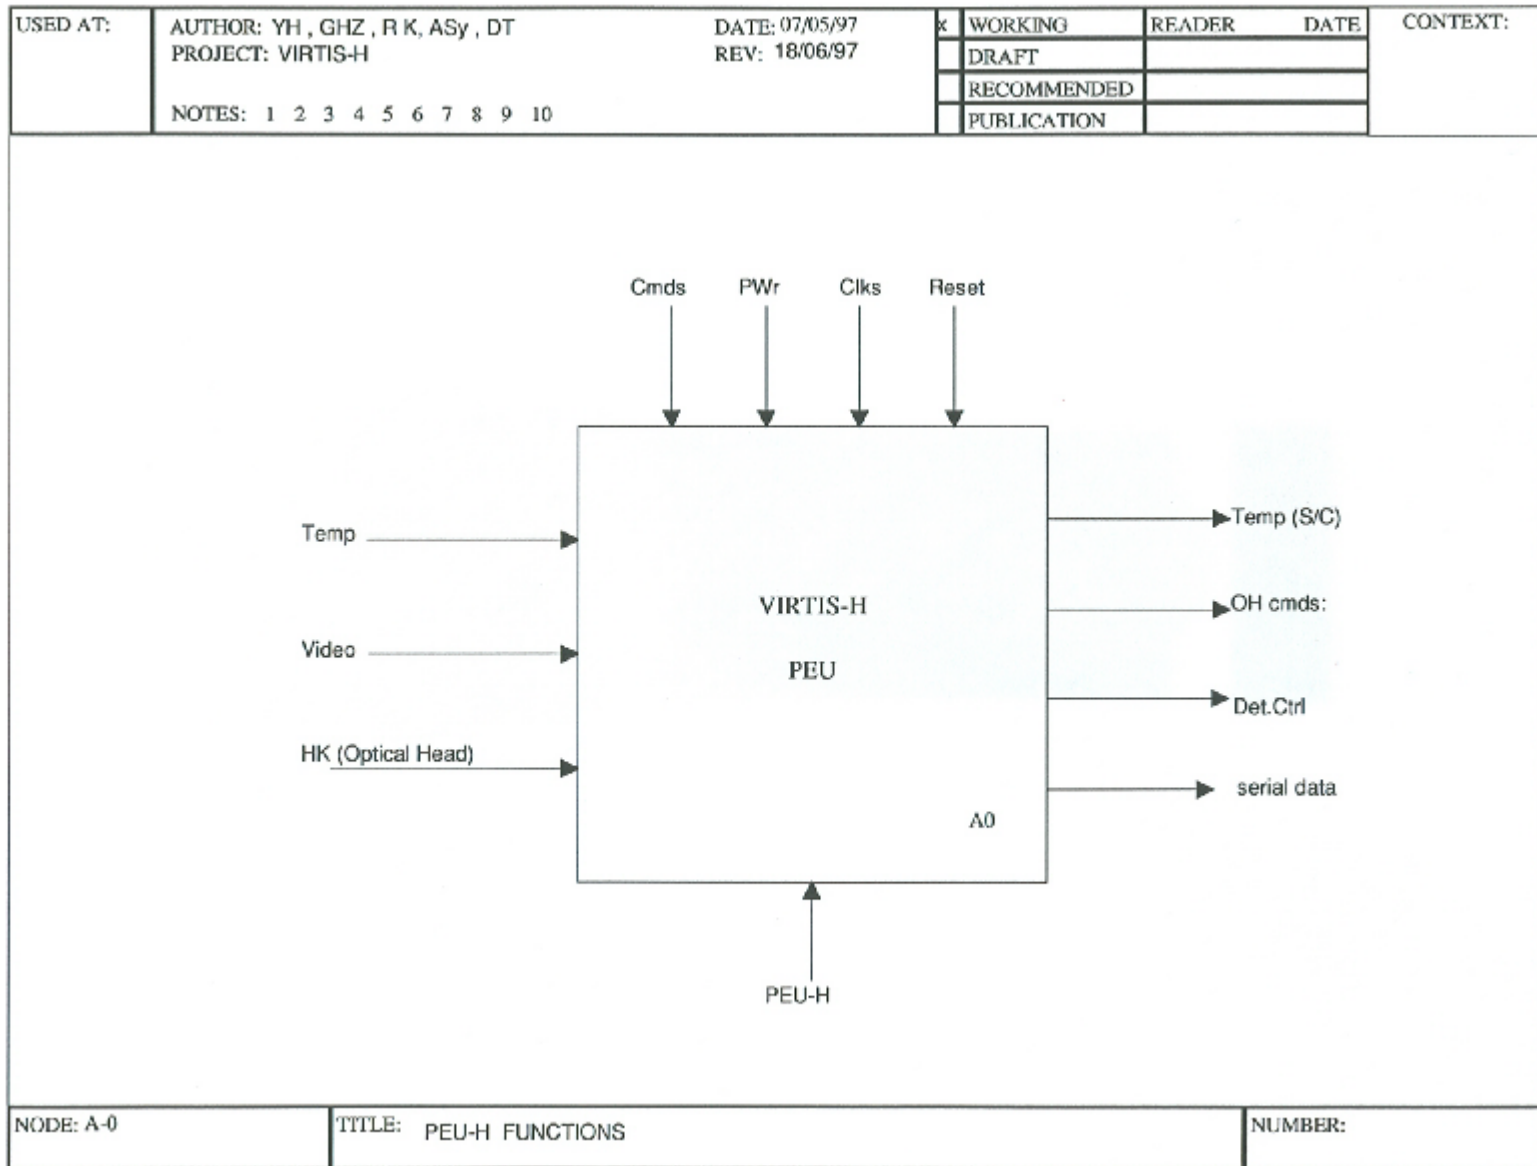 USED AT:
AUTHOR: YH , GHZ , R K, ASy , DT
DATE: 07/05/97
PROJECT: VIRTIS-H
REV: 18/06/97
NOTES: 1 2 3 4 5 6 7 8 9 10
x WORKING
DRAFT
RECOMMENDED
PUBLICATION
READER DATE
CONTEXT:
Cmds PWr Clks Reset
Temp
Video
HK (Optical Head)
VIRTIS-H
PEU
A0
Temp (S/C)
OH cmds:
Det.Ctrl
serial data
PEU-H
NODE: A-0
TITLE: PEU-H FUNCTIONS
NUMBER: